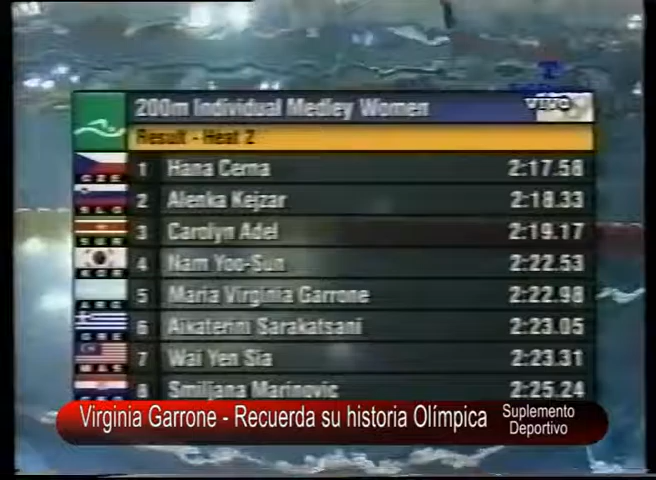 VIVO
200m Individual Medley Women
Result - Heat 2
CZE 1 Hana Cerna 2:17.58
SLO 2 Alenka Kejzar 2:18.33
SUR 3 Carolyn Adel 2:19.17
KOR 4 Nam Yoo-Sun 2:22.53
ARG 5 Maria Virginia Garrone 2:22.98
GRE 6 Aikaterini Sarakatsani 2:23.05
MAS 7 Wai Yen Sia 2:23.31
8 Smiljana Marinovic 2:25.24
Virginia Garrone - Recuerda su historia Olímpica
Suplemento
Deportivo